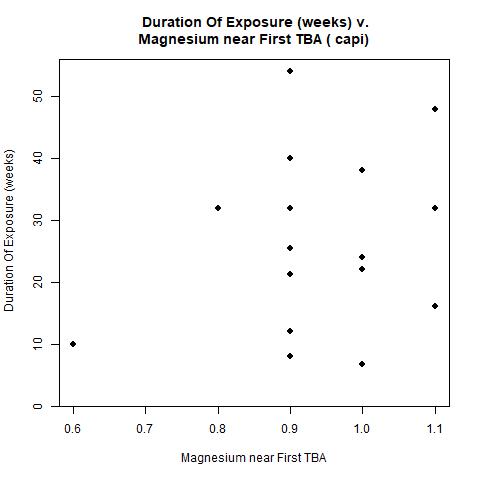 Duration Of Exposure (weeks) v.
Magnesium near First TBA ( capi)
Duration Of Exposure (weeks)
50
40
30
20
10
0
0.6 0.7 0.8 0.9 1.0 1.1
Magnesium near First TBA